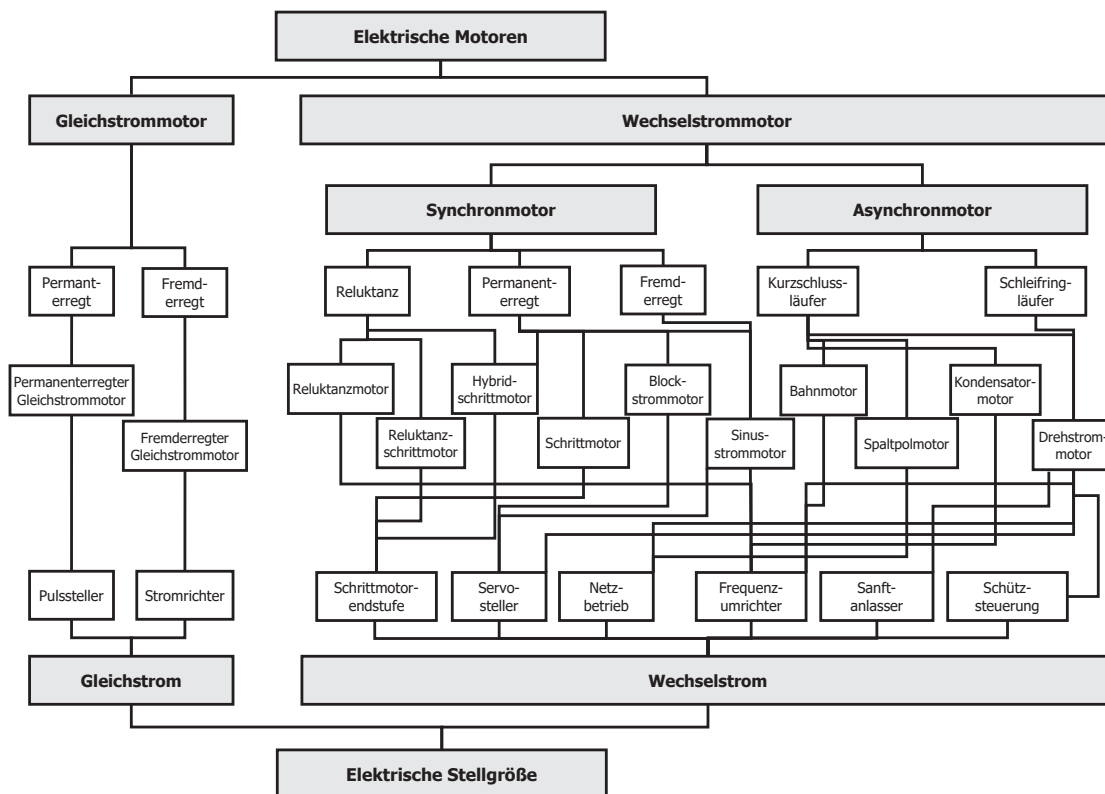 Elektrische Motoren
Gleichstrommotor
Wechselstrommotor
Synchronmotor
Asynchronmotor
Permant-
erregt
Fremd-
erregt
Reluktanz
Permanent-
erregt
Fremd-
erregt
Kurzschluss-
läufer
Schleifring-
läufer
Permanenterregter
Gleichstrommotor
Reluktanzmotor
Hybrid-
schrittmotor
Block-
strommotor
Bahnmotor
Kondensator-
motor
Fremderregter
Gleichstrommotor
Reluktanz-
schrittmotor
Schrittmotor
Sinus-
strommotor
Spaltpolmotor
Drehstrom-
motor
Pulssteller
Stromrichter
Schrittmotor-
endstufe
Servo-
steller
Netz-
betrieb
Frequenz-
umrichter
Sanft-
anlasser
Schütz-
steuerung
Gleichstrom
Wechselstrom
Elektrische Stellgröße